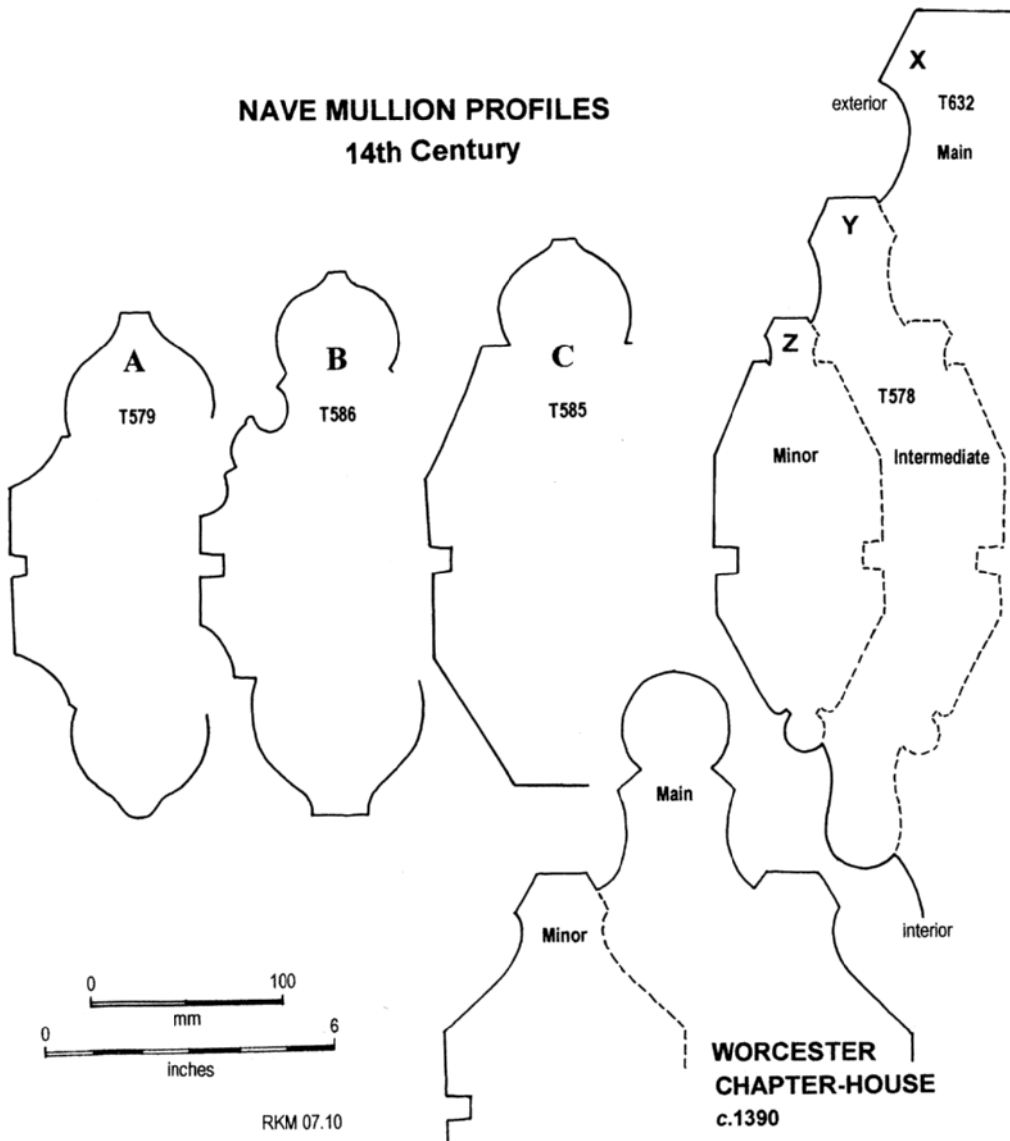 NAVE MULLION PROFILES
14th Century
X
exterior
T632
Main
Y
A
T579
B
T586
C
T585
Z
T578
Minor
Intermediate
Main
Minor
interior
0 100
mm
0 6
inches
RKM 07.10
WORCESTER
CHAPTER-HOUSE
c.1390